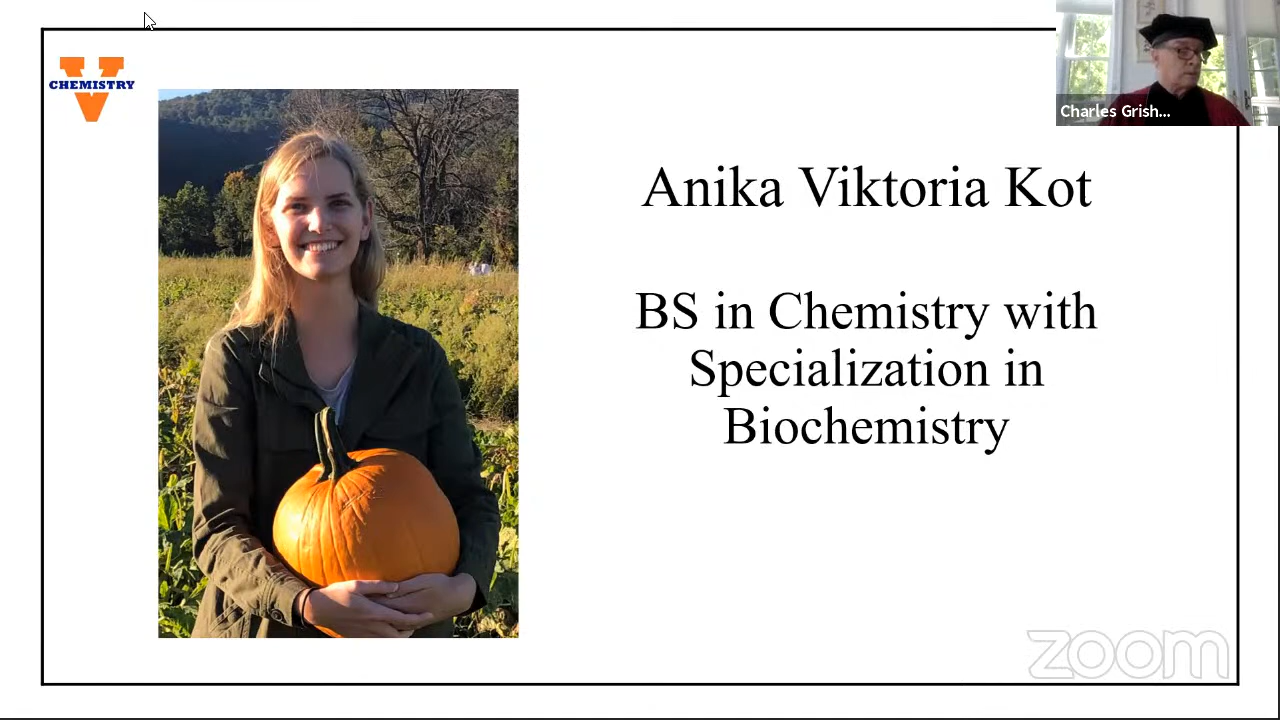 CHEMISTRY
Charles Grish...
Anika Viktoria Kot
BS in Chemistry with
Specialization in
Biochemistry
zoom